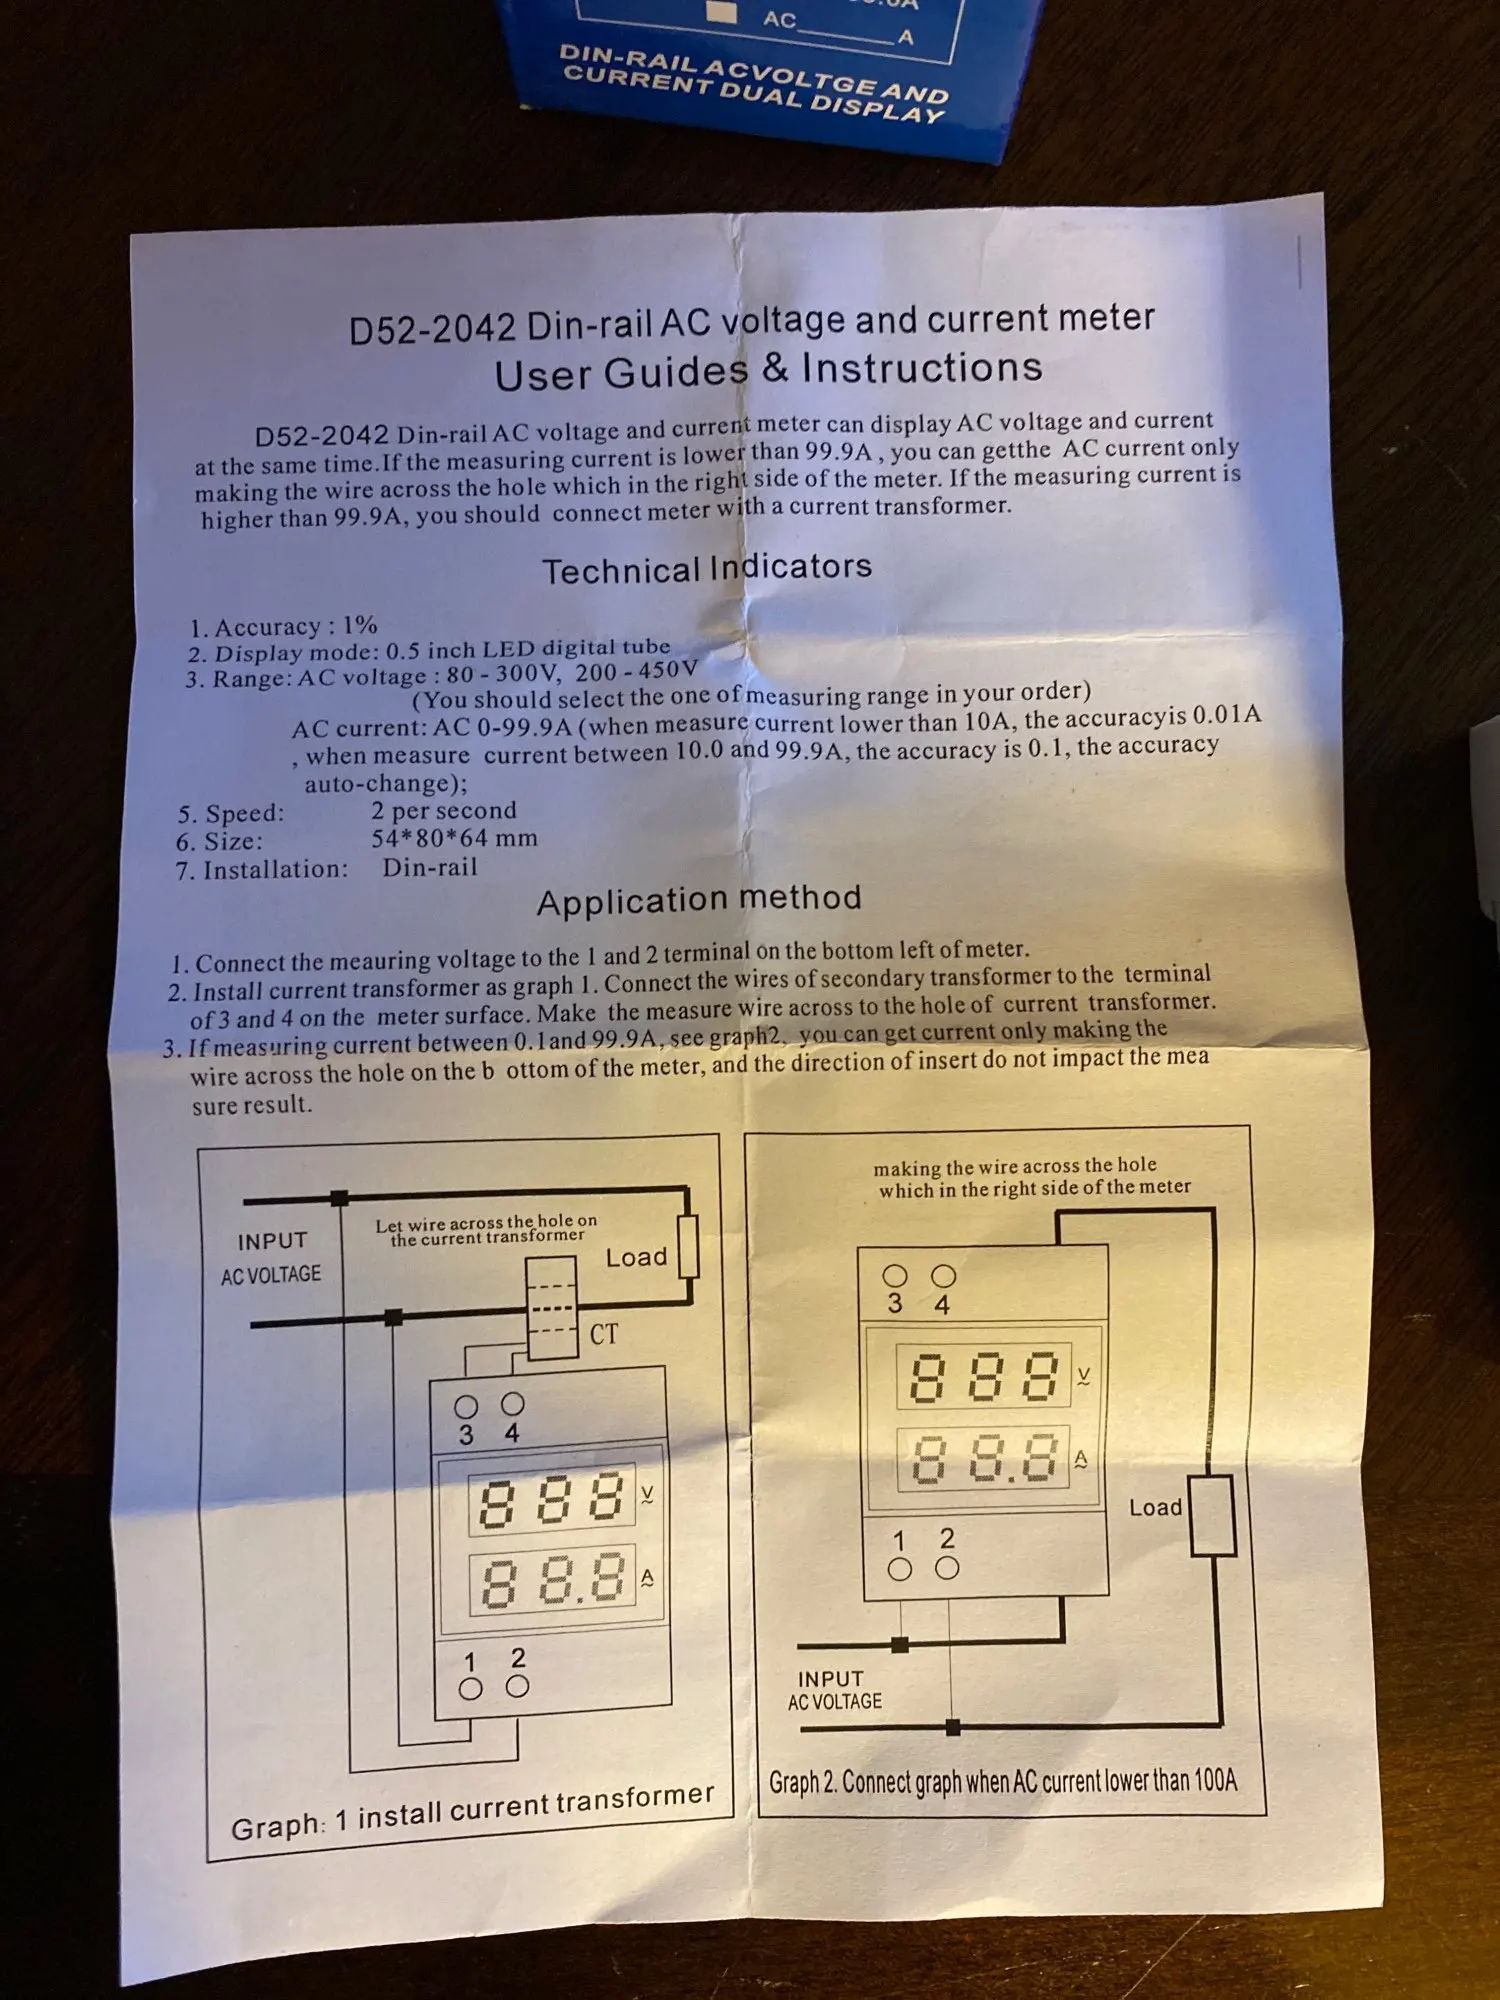 AC_____A
DIN-RAIL ACVOLTGE AND
CURRENT DUAL DISPLAY
D52-2042 Din-rail AC voltage and current meter
User Guides & Instructions
D52-2042 Din-rail AC voltage and current meter can display AC voltage and current
at the same time.If the measuring current is lower than 99.9A , you can getthe AC current only
making the wire across the hole which in the right side of the meter. If the measuring current is
higher than 99.9A, you should connect meter with a current transformer.
Technical Indicators
1. Accuracy : 1%
2. Display mode: 0.5 inch LED digital tube
3. Range: AC voltage : 80 - 300V, 200 - 450V
(You should select the one of measuring range in your order)
AC current: AC 0-99.9A (when measure current lower than 10A, the accuracyis 0.01A
, when measure current between 10.0 and 99.9A, the accuracy is 0.1, the accuracy
auto-change);
5. Speed: 2 per second
6. Size: 54*80*64 mm
7. Installation: Din-rail
Application method
1. Connect the meauring voltage to the 1 and 2 terminal on the bottom left of meter.
2. Install current transformer as graph 1. Connect the wires of secondary transformer to the terminal
of 3 and 4 on the meter surface. Make the measure wire across to the hole of current transformer.
3. If measuring current between 0.1and 99.9A, see graph2, you can get current only making the
wire across the hole on the b ottom of the meter, and the direction of insert do not impact the mea
sure result.
INPUT
AC VOLTAGE
Let wire across the hole on
the current transformer
Load
CT
3 4
888 V
88.8 A
1 2
Graph: 1 install current transformer
making the wire across the hole
which in the right side of the meter
3 4
888 V
88.8 A
Load
1 2
INPUT
AC VOLTAGE
Graph 2. Connect graph when AC current lower than 100A